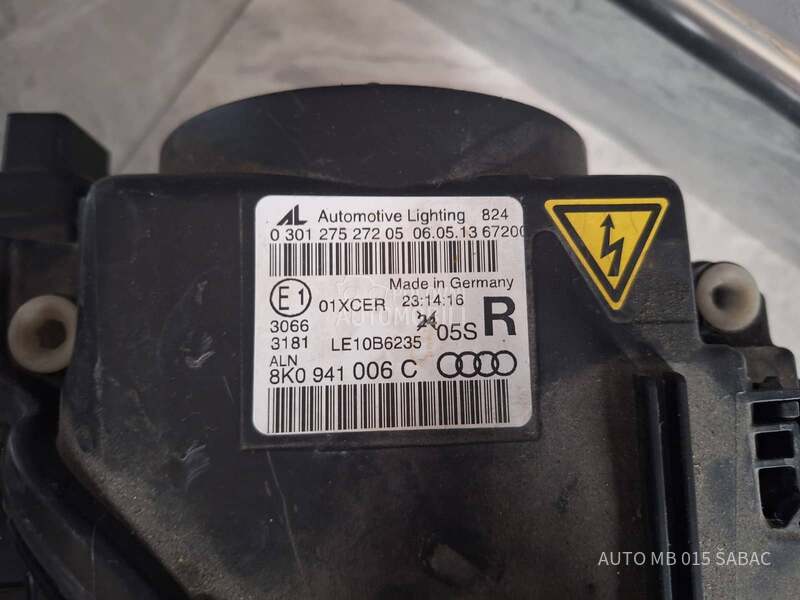 AL Automotive Lighting 824
0 301 275 272 05 06.05.13 67200
Made in Germany
E1 01XCER 23:14:16
3066
3181 LE10B6235 05S R
ALN
8K0 941 006 C
AUTO MB 015 ŠABAC